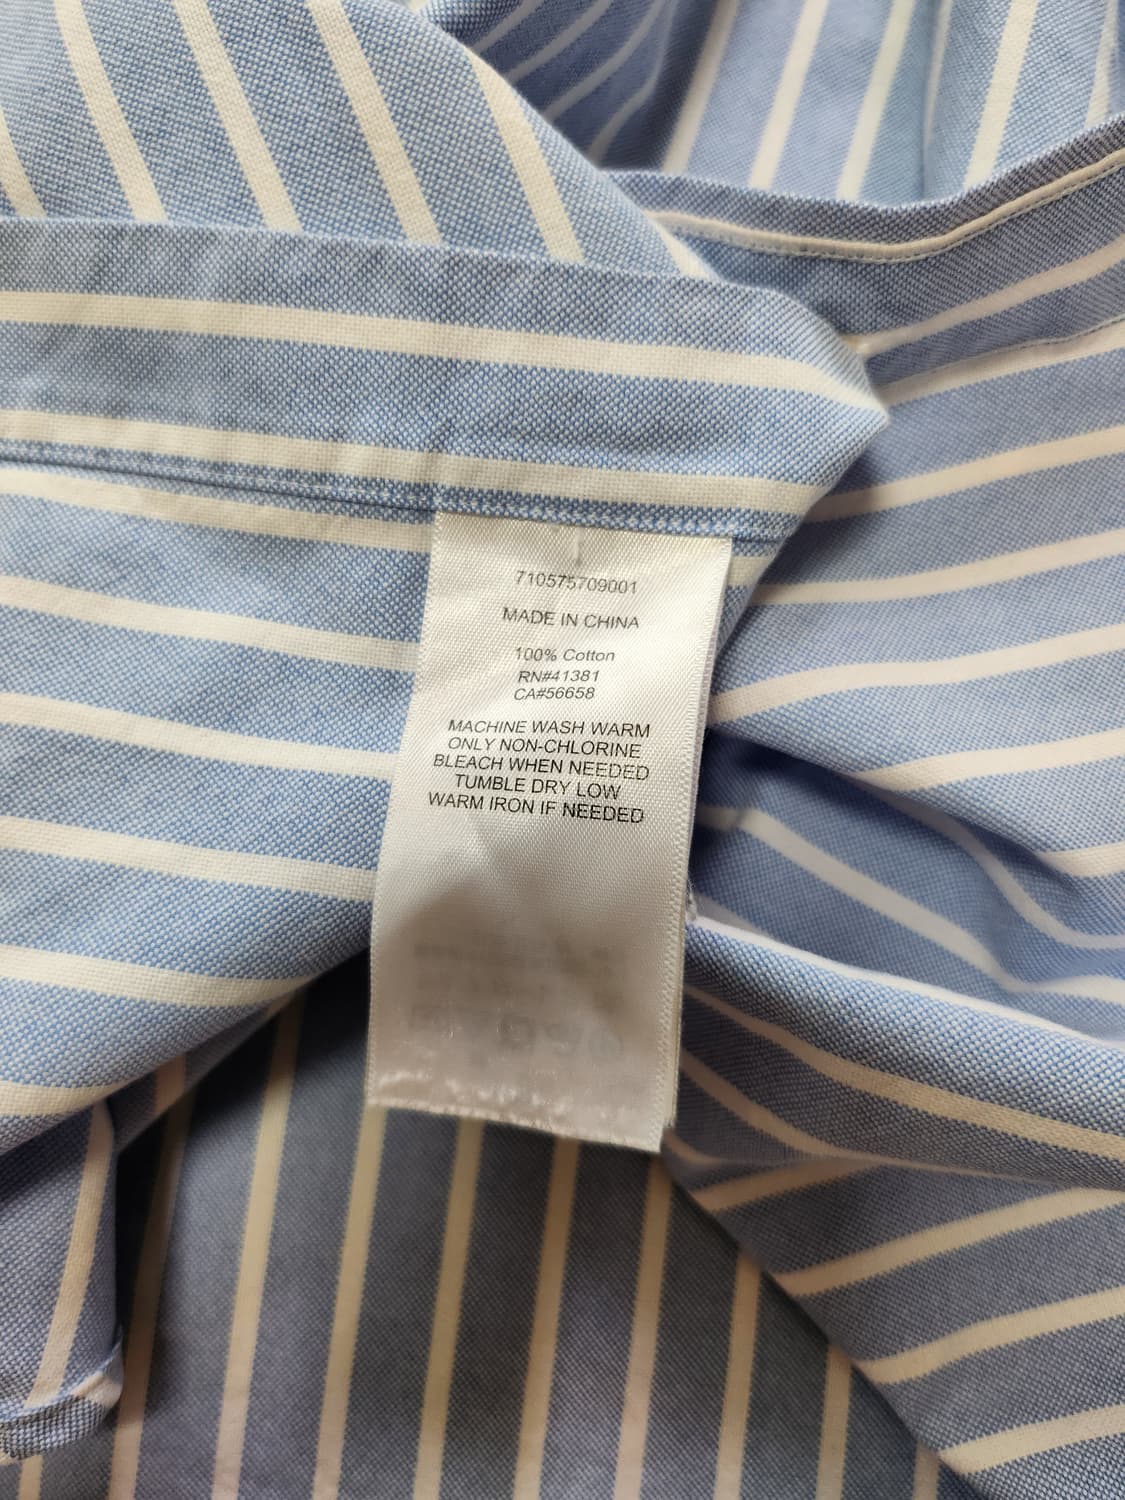 710575709001
MADE IN CHINA
100% Cotton
RN#41381
CA#56658
MACHINE WASH WARM
ONLY NON-CHLORINE
BLEACH WHEN NEEDED
TUMBLE DRY LOW
WARM IRON IF NEEDED